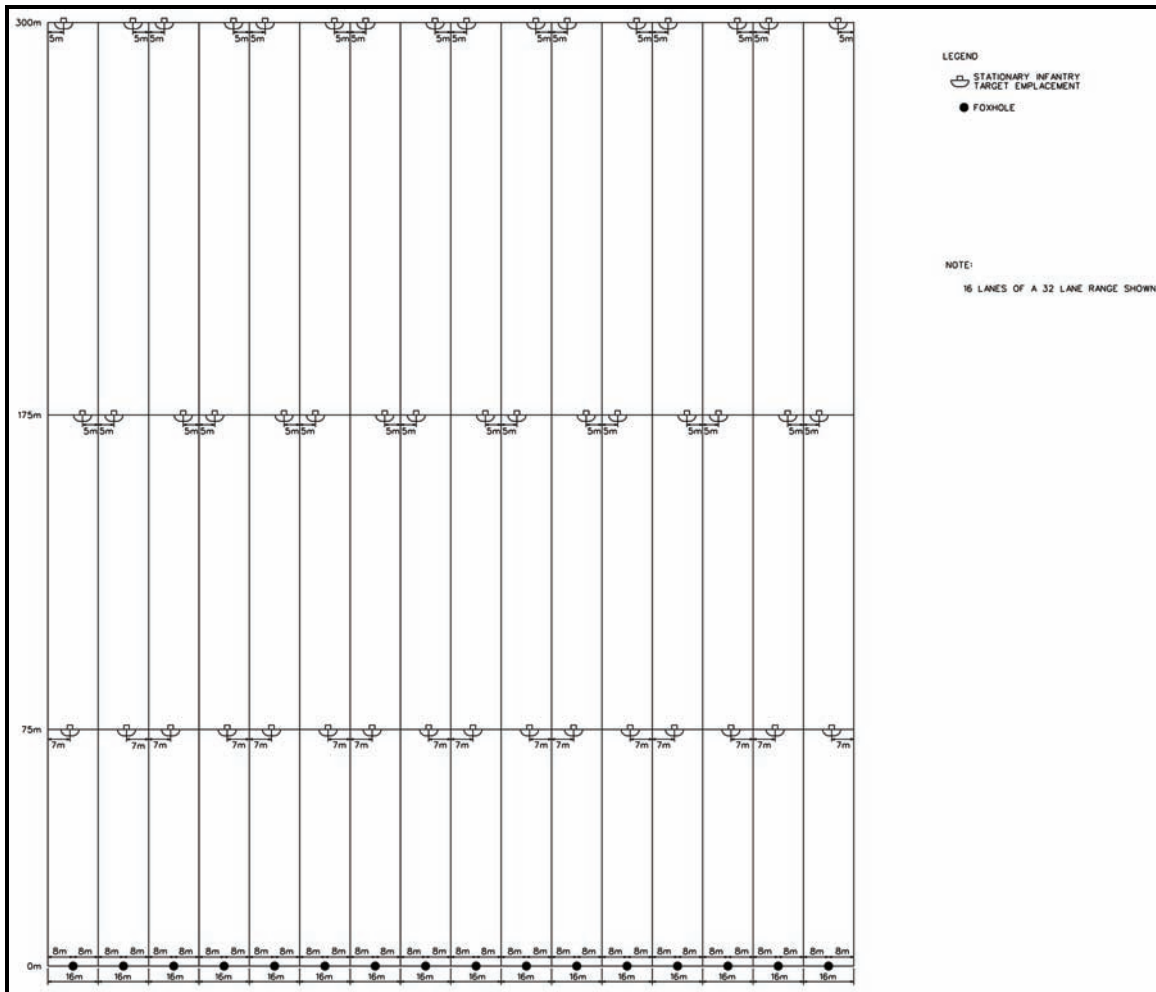 300m
5m 5m 5m 5m 5m 5m 5m 5m 5m 5m 5m 5m 5m 5m 5m 5m
LEGEND
STATIONARY INFANTRY
TARGET EMPLACEMENT
FOXHOLE
NOTE:
16 LANES OF A 32 LANE RANGE SHOWN
175m
5m 5m 5m 5m 5m 5m 5m 5m 5m 5m 5m 5m 5m 5m 5m 5m
75m
7m 7m 7m 7m 7m 7m 7m 7m 7m 7m 7m 7m 7m 7m 7m 7m
8m 8m 8m 8m 8m 8m 8m 8m 8m 8m 8m 8m 8m 8m 8m 8m 8m 8m 8m 8m 8m 8m 8m 8m 8m 8m 8m 8m 8m 8m 8m 8m
0m
16m 16m 16m 16m 16m 16m 16m 16m 16m 16m 16m 16m 16m 16m 16m 16m